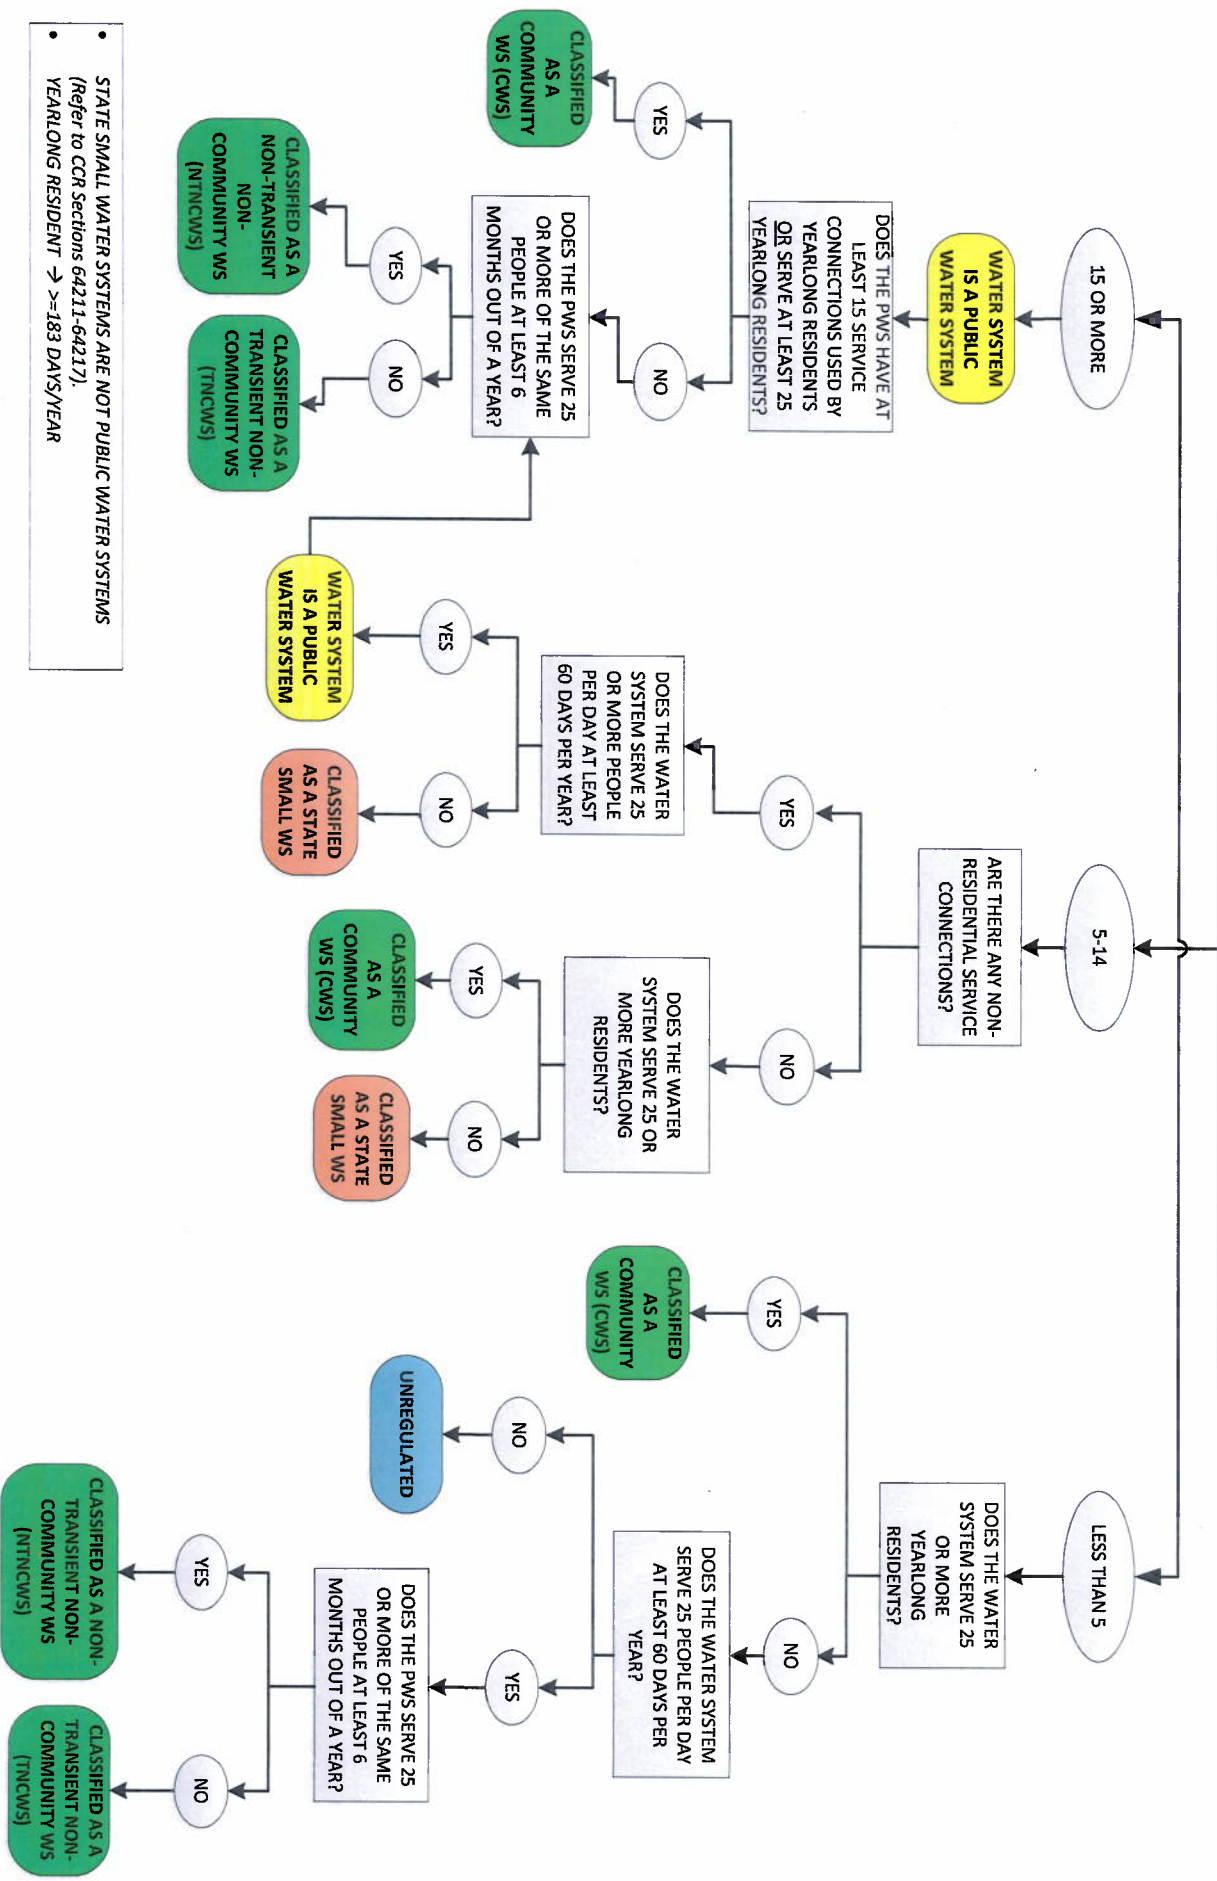 15 OR MORE
5-14
LESS THAN 5
WATER SYSTEM
IS A PUBLIC
WATER SYSTEM
DOES THE PWS HAVE AT
LEAST 15 SERVICE
CONNECTIONS USED BY
YEARLONG RESIDENTS
OR SERVE AT LEAST 25
YEARLONG RESIDENTS?
YES
NO
CLASSIFIED
AS A
COMMUNITY
WS (CWS)
DOES THE PWS SERVE 25
OR MORE OF THE SAME
PEOPLE AT LEAST 6
MONTHS OUT OF A YEAR?
YES
NO
CLASSIFIED AS A
NON-TRANSIENT
NON-
COMMUNITY WS
(NTNCWS)
CLASSIFIED AS A
TRANSIENT NON-
COMMUNITY WS
(TNCWS)
ARE THERE ANY NON-
RESIDENTIAL SERVICE
CONNECTIONS?
YES
NO
DOES THE WATER
SYSTEM SERVE 25
OR MORE PEOPLE
PER DAY AT LEAST
60 DAYS PER YEAR?
YES
NO
WATER SYSTEM
IS A PUBLIC
WATER SYSTEM
CLASSIFIED
AS A STATE
SMALL WS
DOES THE WATER
SYSTEM SERVE 25 OR
MORE YEARLONG
RESIDENTS?
YES
NO
CLASSIFIED
AS A
COMMUNITY
WS (CWS)
CLASSIFIED
AS A STATE
SMALL WS
DOES THE WATER
SYSTEM SERVE 25
OR MORE
YEARLONG
RESIDENTS?
YES
NO
CLASSIFIED
AS A
COMMUNITY
WS (CWS)
DOES THE WATER SYSTEM
SERVE 25 PEOPLE PER DAY
AT LEAST 60 DAYS PER
YEAR?
NO
YES
UNREGULATED
DOES THE PWS SERVE 25
OR MORE OF THE SAME
PEOPLE AT LEAST 6
MONTHS OUT OF A YEAR?
YES
NO
CLASSIFIED AS A NON-
TRANSIENT NON-
COMMUNITY WS
(NTNCWS)
CLASSIFIED AS A
TRANSIENT NON-
COMMUNITY WS
(TNCWS)
• STATE SMALL WATER SYSTEMS ARE NOT PUBLIC WATER SYSTEMS
(Refer to CCR Sections 64211-64217).
• YEARLONG RESIDENT → >=183 DAYS/YEAR